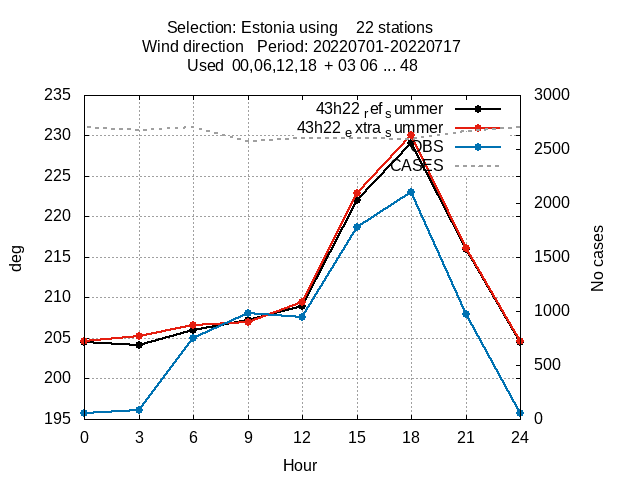 Selection: Estonia using    22 stations
Wind direction   Period: 20220701-20220717
Used  00,06,12,18  + 03 06 ... 48
235 3000
43h22 ref summer
43h22 extra summer
230 2500
OBS
CASES
225
220 2000
215 1500
210 1000
205
500
200
195 0
deg
No cases
0 3 6 9 12 15 18 21 24
Hour